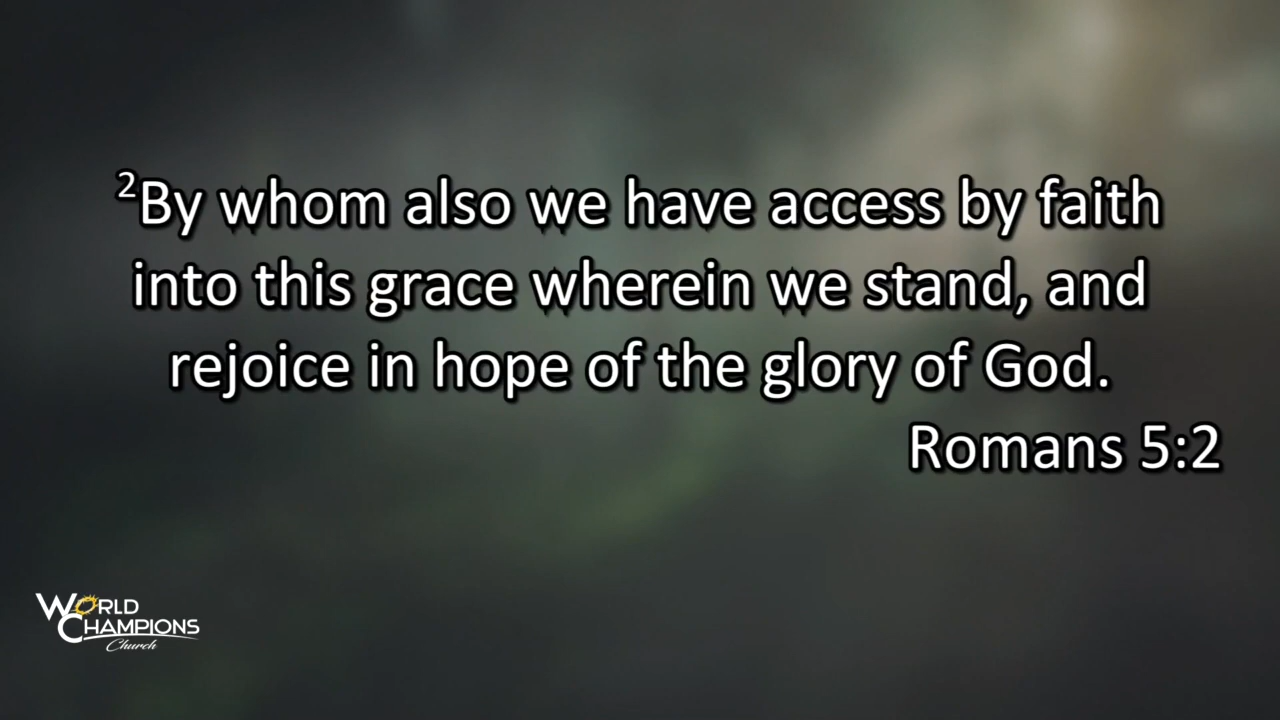 ²By whom also we have access by faith
into this grace wherein we stand, and
rejoice in hope of the glory of God.
Romans 5:2
WORLD
CHAMPIONS
Church